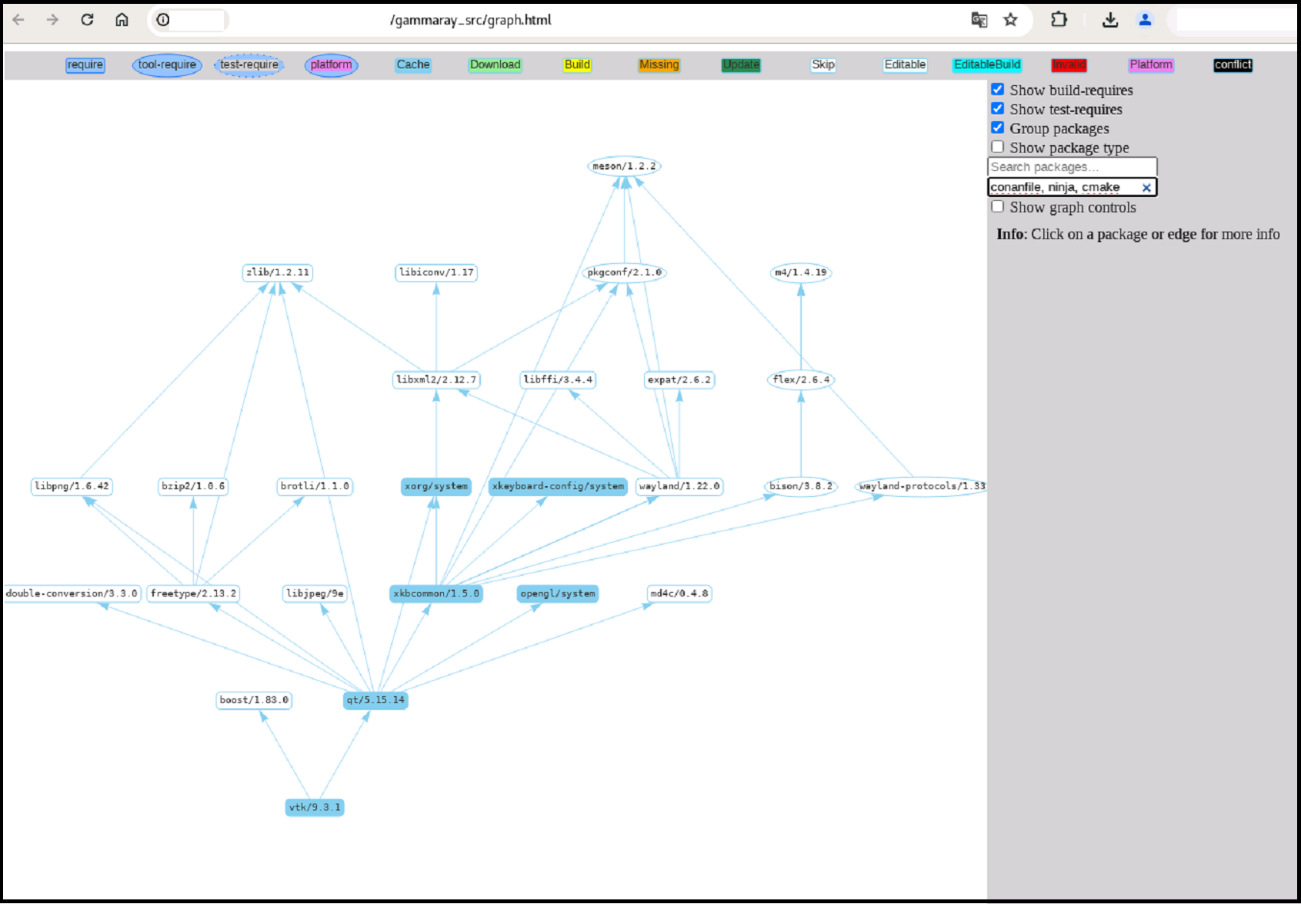 /gammaray_src/graph.html
require tool-require test-require platform Cache Download Build Missing Update Skip Editable EditableBuild Invalid Platform conflict
Show build-requires
Show test-requires
Group packages
Show package type
Search packages...
conanfile, ninja, cmake
Show graph controls
Info: Click on a package or edge for more info
meson/1.2.2
zlib/1.2.11 libiconv/1.17 pkgconf/2.1.0 m4/1.4.19
libxml2/2.12.7 libffi/3.4.4 expat/2.6.2 flex/2.6.4
libpng/1.6.42 bzip2/1.0.6 brotli/1.1.0 xorg/system xkeyboard-config/system wayland/1.22.0 bison/3.8.2 wayland-protocols/1.33
double-conversion/3.3.0 freetype/2.13.2 libjpeg/9e xkbcommon/1.5.0 opengl/system md4c/0.4.8
boost/1.83.0 qt/5.15.14
vtk/9.3.1